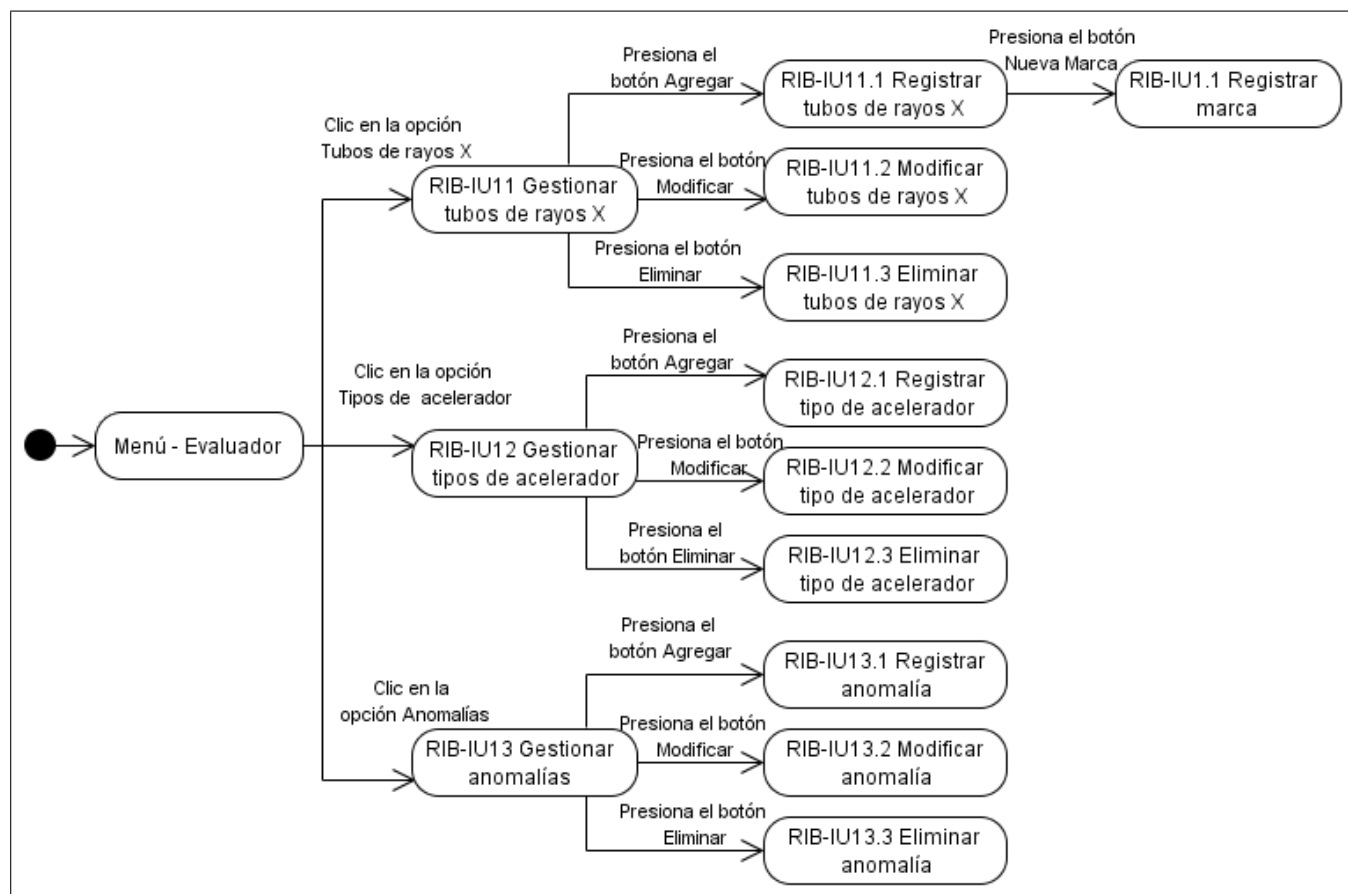 Presiona el botón
Nueva Marca
Presiona el
botón Agregar
RIB-IU11.1 Registrar
tubos de rayos X
RIB-IU1.1 Registrar
marca
Clic en la opción
Tubos de rayos X
Presiona el botón
Modificar
RIB-IU11.2 Modificar
tubos de rayos X
RIB-IU11 Gestionar
tubos de rayos X
Presiona el botón
Eliminar
RIB-IU11.3 Eliminar
tubos de rayos X
Presiona el
botón Agregar
RIB-IU12.1 Registrar
tipo de acelerador
Clic en la opción
Tipos de acelerador
Menú - Evaluador
RIB-IU12 Gestionar
tipos de acelerador
Presiona el botón
Modificar
RIB-IU12.2 Modificar
tipo de acelerador
Presiona el
botón Eliminar
RIB-IU12.3 Eliminar
tipo de acelerador
Presiona el
botón Agregar
RIB-IU13.1 Registrar
anomalía
Clic en la
opción Anomalías
RIB-IU13 Gestionar
anomalías
Presiona el botón
Modificar
RIB-IU13.2 Modificar
anomalía
Presiona el botón
Eliminar
RIB-IU13.3 Eliminar
anomalía